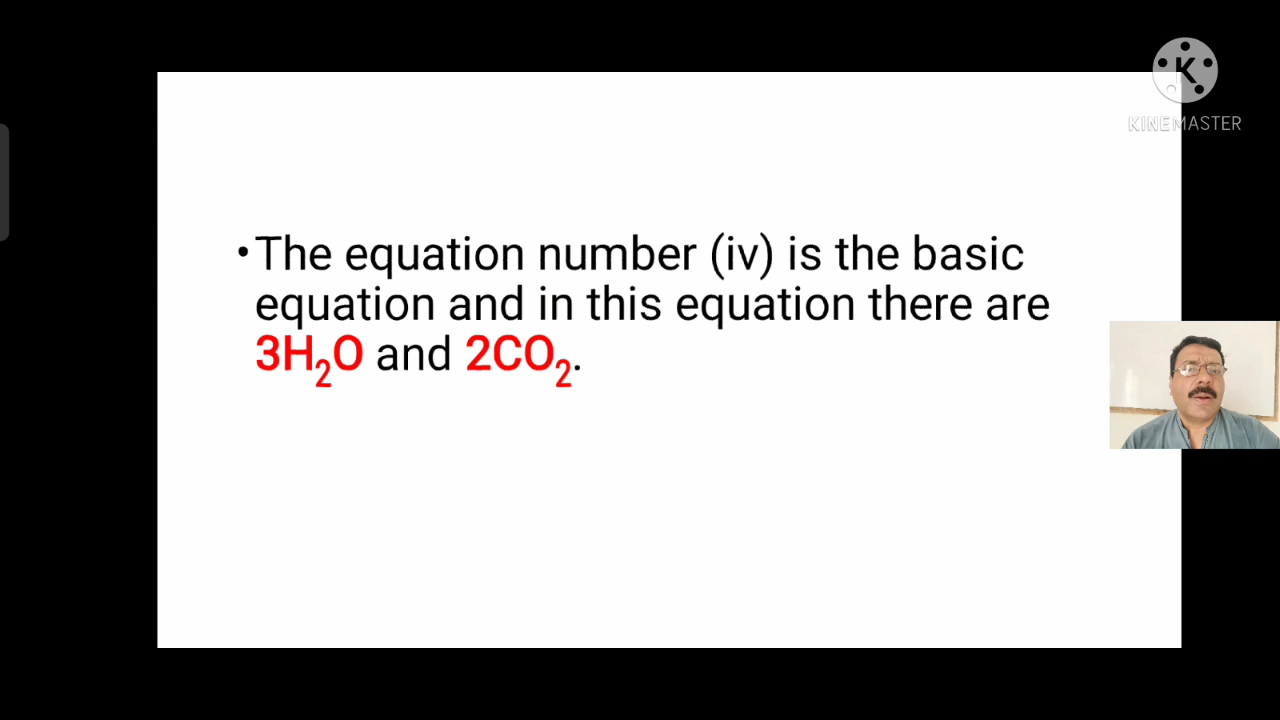 KINEMASTER
•The equation number (iv) is the basic
equation and in this equation there are
3H₂O and 2CO₂.